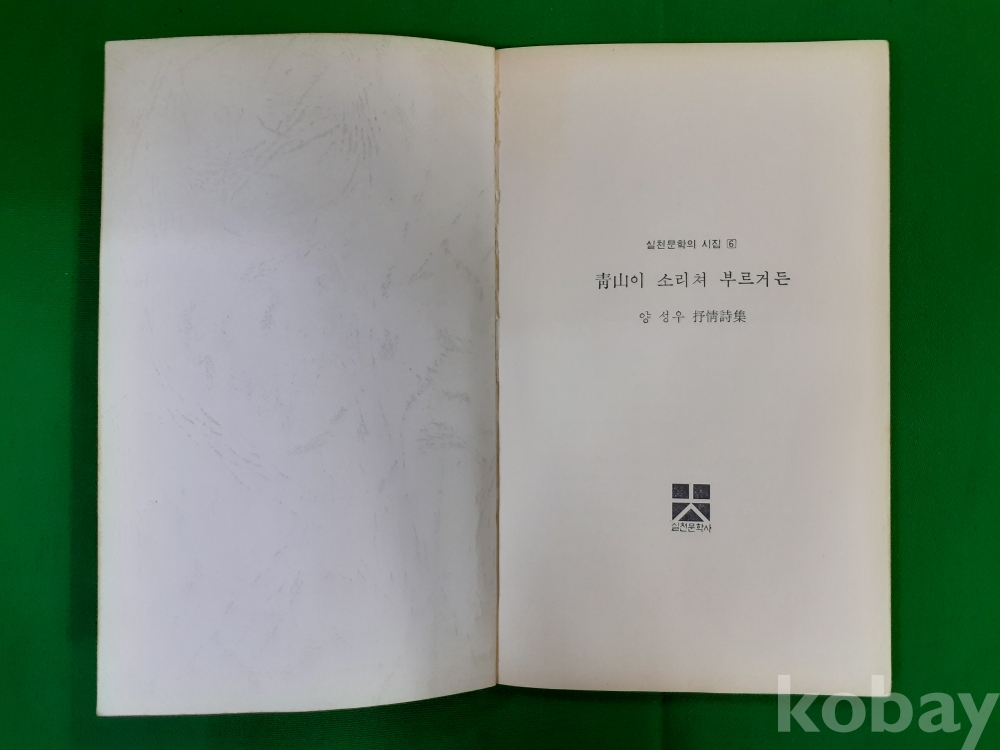 실천문학의 시집 6
靑山이 소리쳐 부르거든
양 성우 抒情詩集
실천문학사
kobay